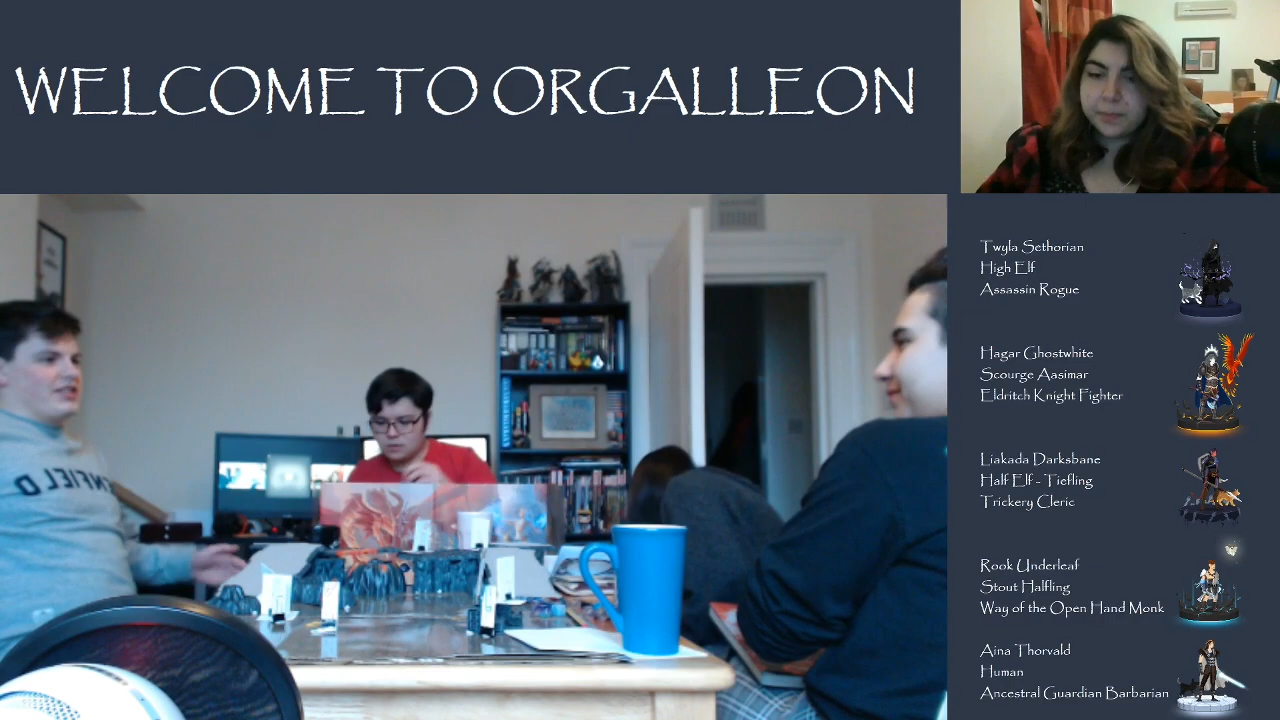 WELCOME TO ORGALLEON
Twyla Sethorian
High Elf
Assassin Rogue
Hagar Ghostwhite
Scourge Aasimar
Eldritch Knight Fighter
Liakada Darksbane
Half Elf - Tiefling
Trickery Cleric
Rook Underleaf
Stout Halfling
Way of the Open Hand Monk
Aina Thorvald
Human
Ancestral Guardian Barbarian
ENFIELD